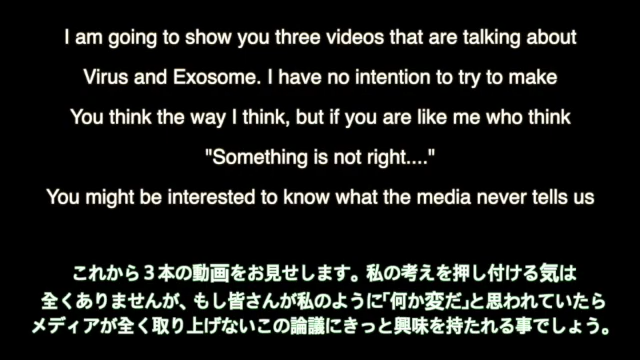 I am going to show you three videos that are talking about
Virus and Exosome. I have no intention to try to make
You think the way I think, but if you are like me who think
"Something is not right...."
You might be interested to know what the media never tells us
これから３本の動画をお見せします。私の考えを押し付ける気は
全くありませんが、もし皆さんが私のように「何か変だ」と思われていたら
メディアが全く取り上げないこの論議にきっと興味を持たれる事でしょう。